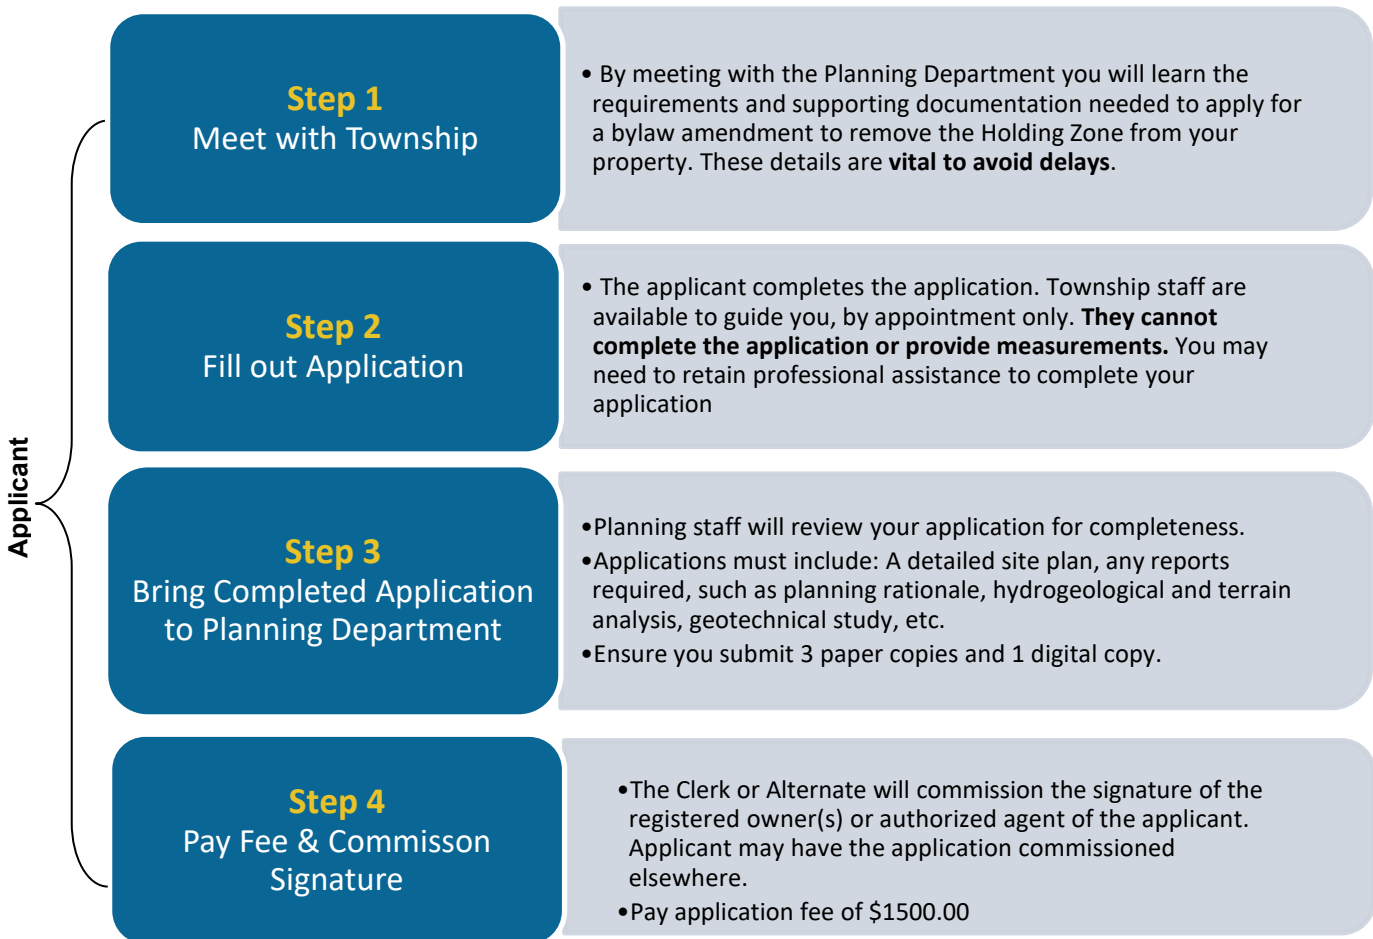 Applicant
Step 1
Meet with Township
• By meeting with the Planning Department you will learn the
requirements and supporting documentation needed to apply for
a bylaw amendment to remove the Holding Zone from your
property. These details are vital to avoid delays.
Step 2
Fill out Application
• The applicant completes the application. Township staff are
available to guide you, by appointment only. They cannot
complete the application or provide measurements. You may
need to retain professional assistance to complete your
application
Step 3
Bring Completed Application
to Planning Department
•Planning staff will review your application for completeness.
•Applications must include: A detailed site plan, any reports
required, such as planning rationale, hydrogeological and terrain
analysis, geotechnical study, etc.
•Ensure you submit 3 paper copies and 1 digital copy.
Step 4
Pay Fee & Commisson
Signature
•The Clerk or Alternate will commission the signature of the
registered owner(s) or authorized agent of the applicant.
Applicant may have the application commissioned
elsewhere.
•Pay application fee of $1500.00